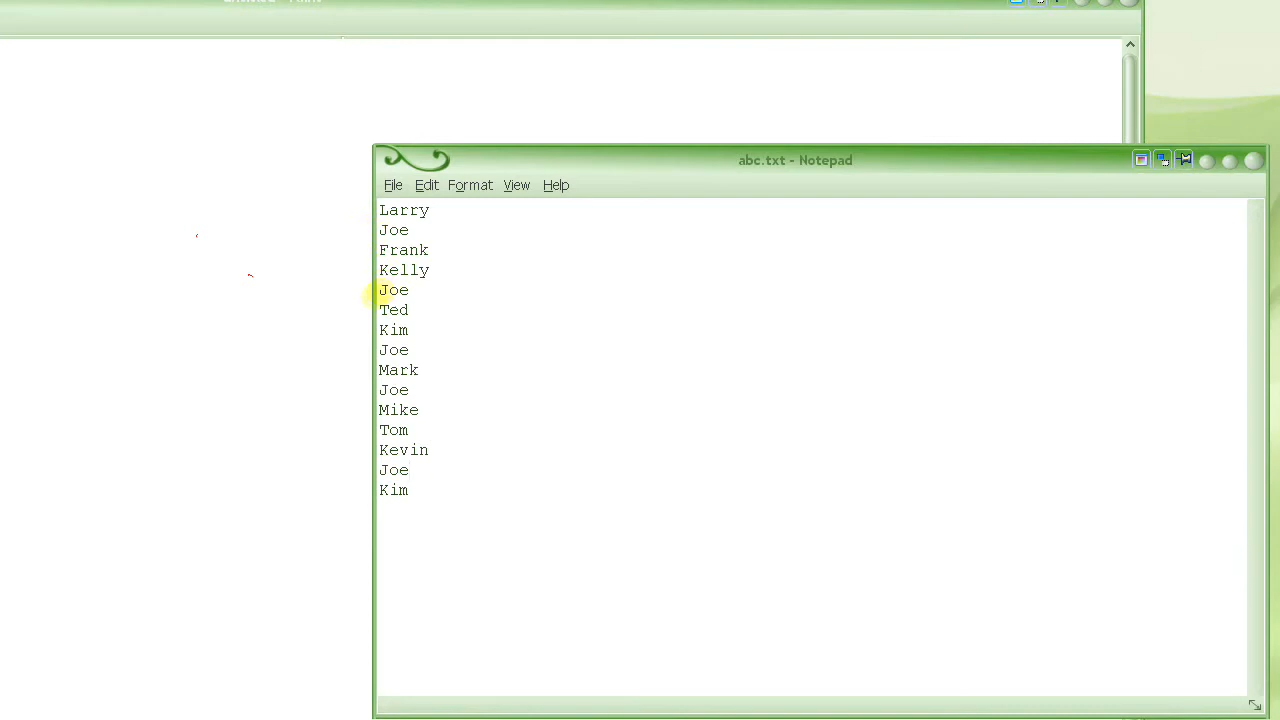 abc.txt - Notepad
File Edit Format View Help
Larry
Joe
Frank
Kelly
Joe
Ted
Kim
Joe
Mark
Joe
Mike
Tom
Kevin
Joe
Kim